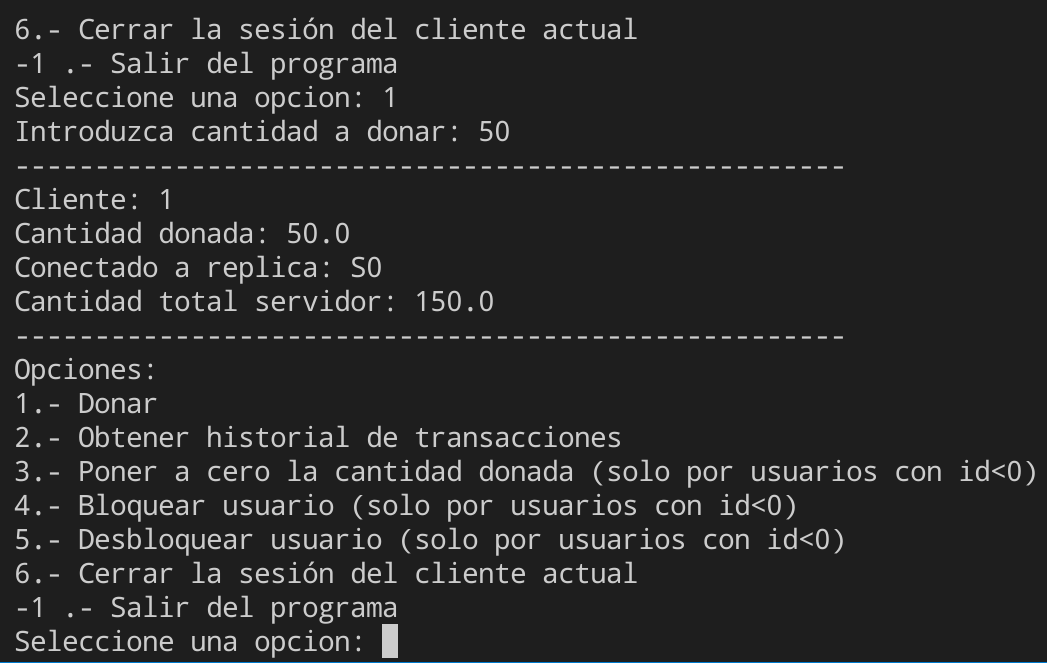 6.- Cerrar la sesión del cliente actual
-1 .- Salir del programa
Seleccione una opcion: 1
Introduzca cantidad a donar: 50
----------------------------------------------------
Cliente: 1
Cantidad donada: 50.0
Conectado a replica: S0
Cantidad total servidor: 150.0
----------------------------------------------------
Opciones:
1.- Donar
2.- Obtener historial de transacciones
3.- Poner a cero la cantidad donada (solo por usuarios con id<0)
4.- Bloquear usuario (solo por usuarios con id<0)
5.- Desbloquear usuario (solo por usuarios con id<0)
6.- Cerrar la sesión del cliente actual
-1 .- Salir del programa
Seleccione una opcion: